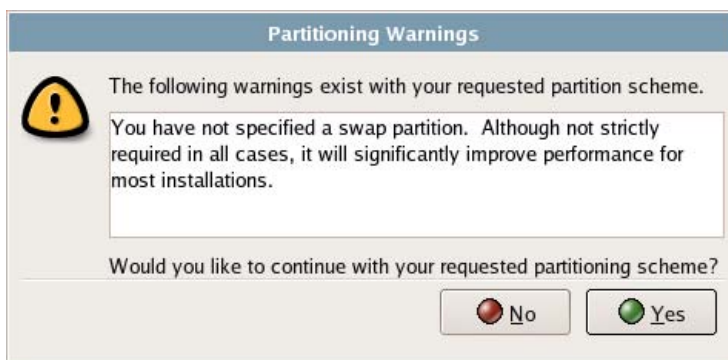 Partitioning Warnings
The following warnings exist with your requested partition scheme.
You have not specified a swap partition.  Although not strictly
required in all cases, it will significantly improve performance for
most installations.
Would you like to continue with your requested partitioning scheme?
No
Yes